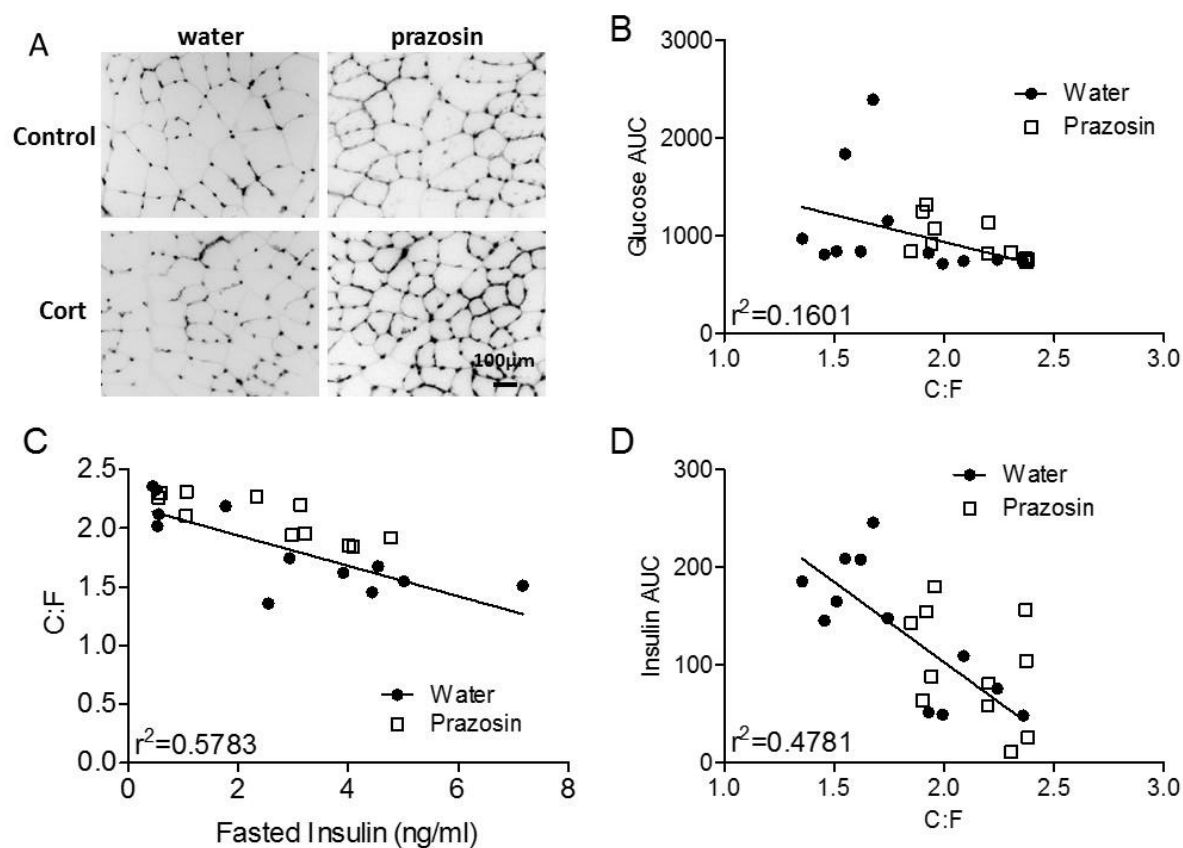 A
water prazosin
Control
Cort
100µm
B
3000
2000
1000
0
Glucose AUC
Water
Prazosin
r²=0.1601
1.0 1.5 2.0 2.5 3.0
C:F
C
2.5
2.0
1.5
1.0
0.5
0.0
C:F
Water
Prazosin
r²=0.5783
0 2 4 6 8
Fasted Insulin (ng/ml)
D
300
200
100
0
Insulin AUC
Water
Prazosin
r²=0.4781
1.0 1.5 2.0 2.5 3.0
C:F